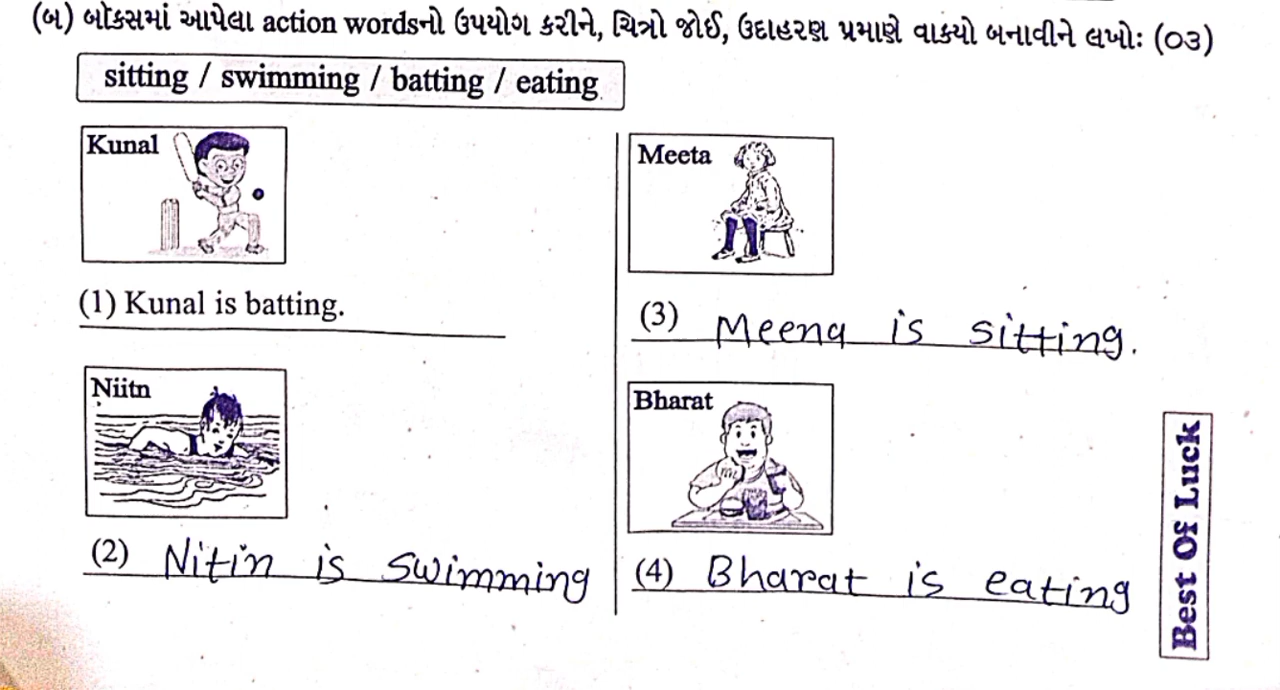 (બ) બૉક્સમાં આપેલા action wordsનો ઉપયોગ કરીને, ચિત્રો જોઈ, ઉદાહરણ પ્રમાણે વાક્યો બનાવીને લખો: (૦૩)
sitting / swimming / batting / eating
Kunal
(1) Kunal is batting.
Niitn
(2) Nitin is swimming
Meeta
(3) Meena is sitting.
Bharat
(4) Bharat is eating
Best Of Luck